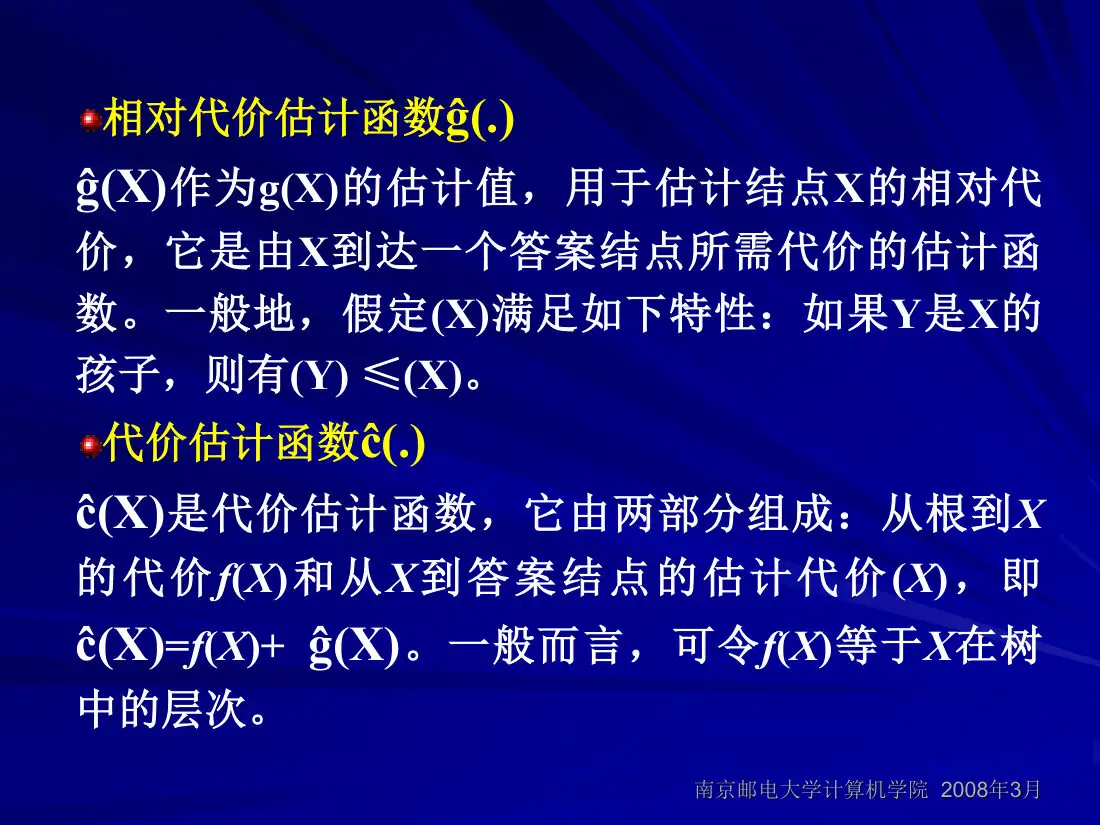 相对代价估计函数ĝ(.)
ĝ(X)作为g(X)的估计值，用于估计结点X的相对代
价，它是由X到达一个答案结点所需代价的估计函
数。一般地，假定(X)满足如下特性：如果Y是X的
孩子，则有(Y) ≤(X)。
代价估计函数ĉ(.)
ĉ(X)是代价估计函数，它由两部分组成：从根到X
的代价f(X)和从X到答案结点的估计代价(X)，即
ĉ(X)=f(X)+ ĝ(X)。一般而言，可令f(X)等于X在树
中的层次。
南京邮电大学计算机学院 2008年3月